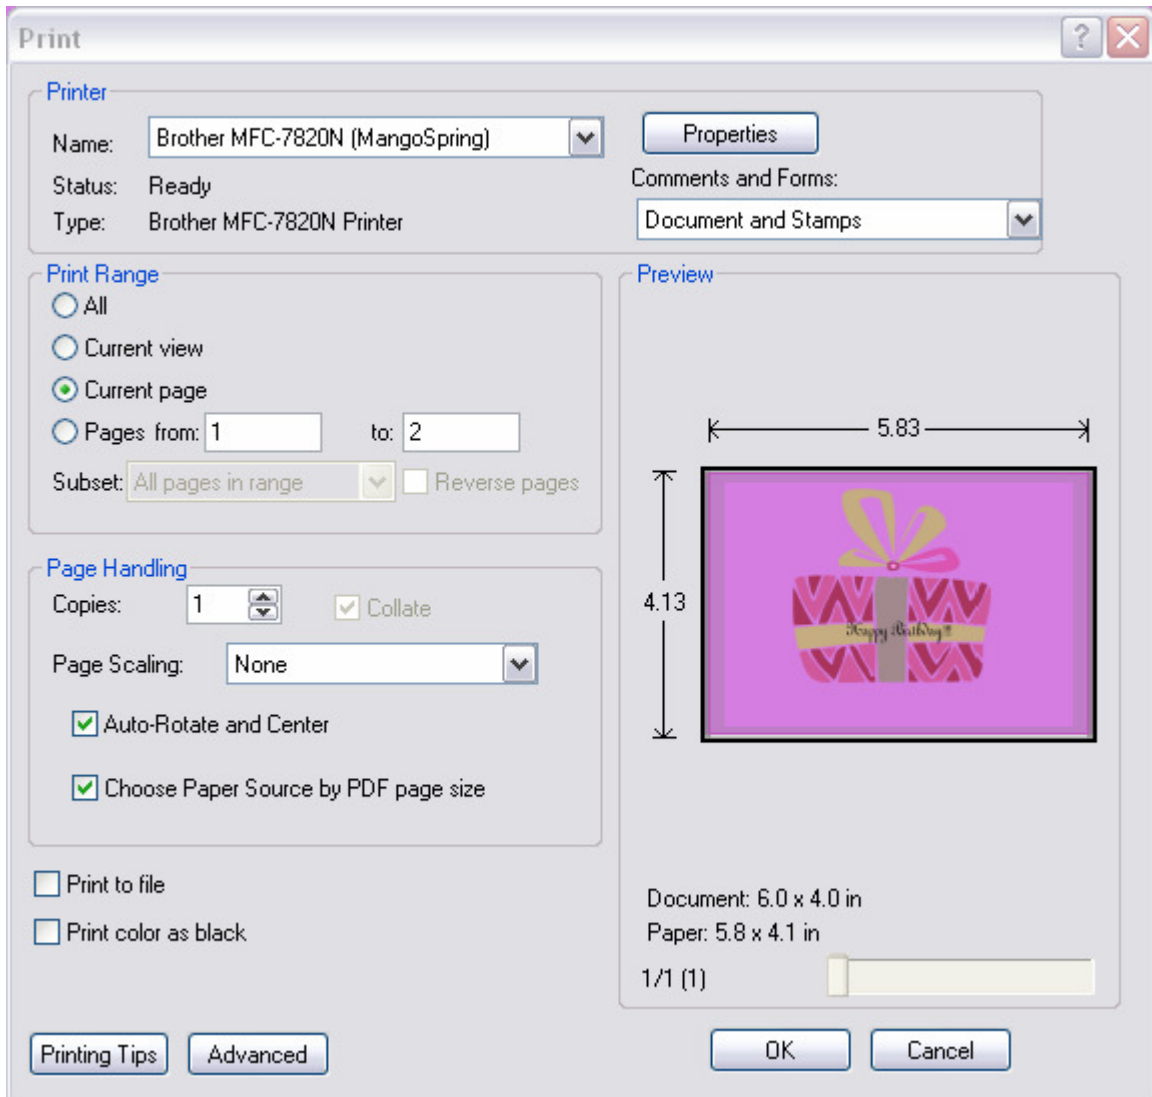 Print
Printer
Name: Brother MFC-7820N (MangoSpring)
Properties
Status: Ready
Comments and Forms:
Type: Brother MFC-7820N Printer
Document and Stamps
Print Range
All
Current view
Current page
Pages from: 1 to: 2
Subset: All pages in range Reverse pages
Page Handling
Copies: 1 Collate
Page Scaling: None
Auto-Rotate and Center
Choose Paper Source by PDF page size
Print to file
Print color as black
Preview
5.83
4.13
Happy Birthday!!
Document: 6.0 x 4.0 in
Paper: 5.8 x 4.1 in
1/1 (1)
Printing Tips Advanced OK Cancel